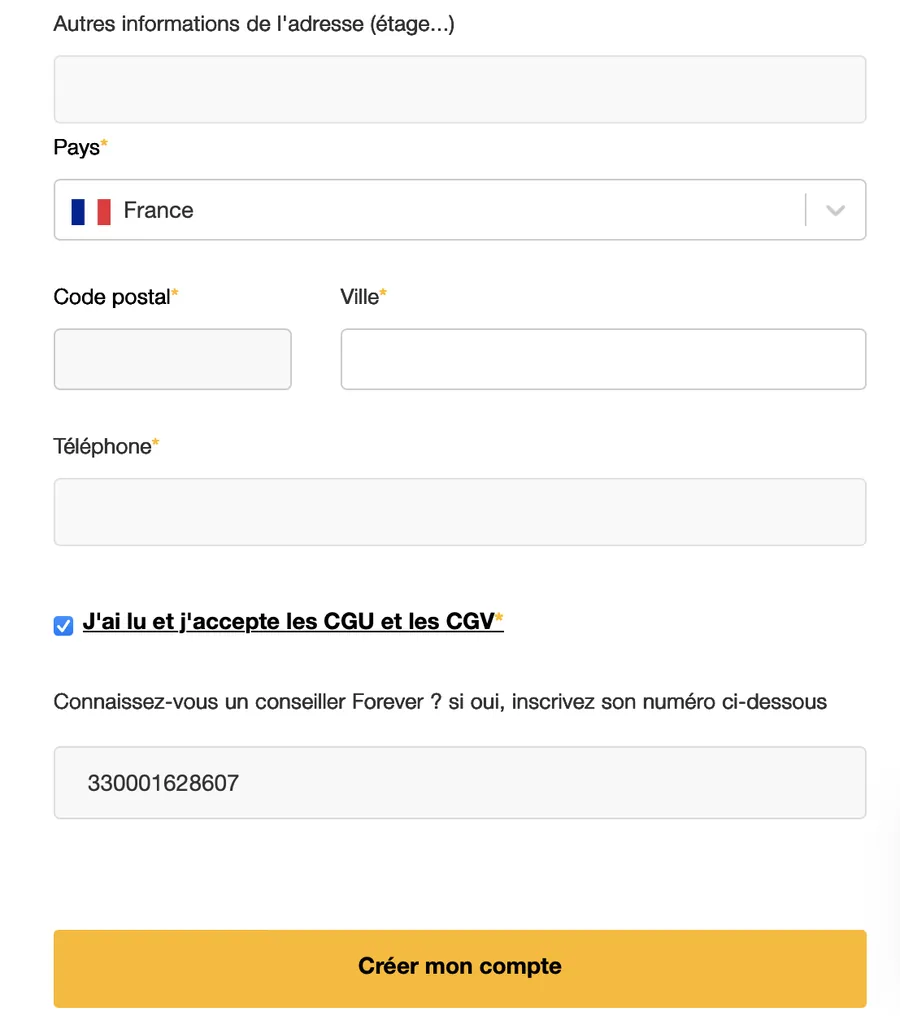 Autres informations de l'adresse (étage...)
Pays*
France
Code postal*
Ville*
Téléphone*
J'ai lu et j'accepte les CGU et les CGV*
Connaissez-vous un conseiller Forever ? si oui, inscrivez son numéro ci-dessous
330001628607
Créer mon compte